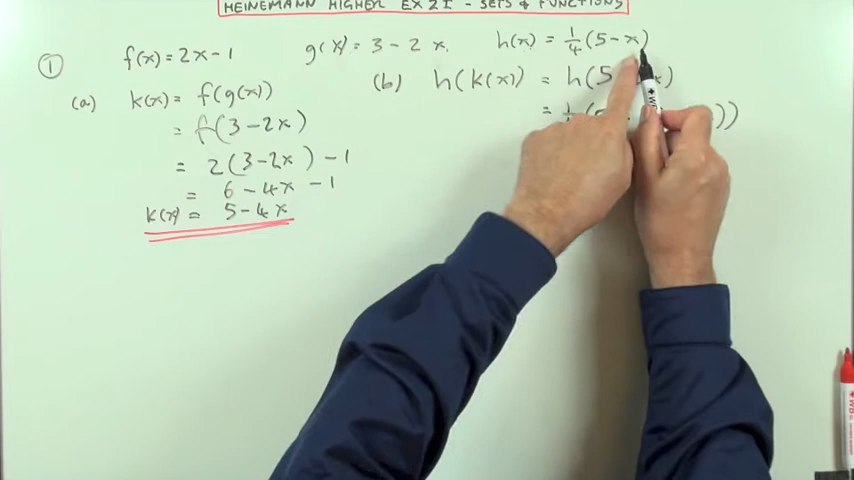 HEINEMANN HIGHER EX 2I - SETS & FUNCTIONS
① f(x) = 2x - 1 g(x) = 3 - 2x. h(x) = 1/4(5 - x)
(a) k(x) = f(g(x))
= f(3 - 2x)
= 2(3 - 2x) - 1
= 6 - 4x - 1
k(x) = 5 - 4x
(b) h(k(x)) = h(5 x)
= ))